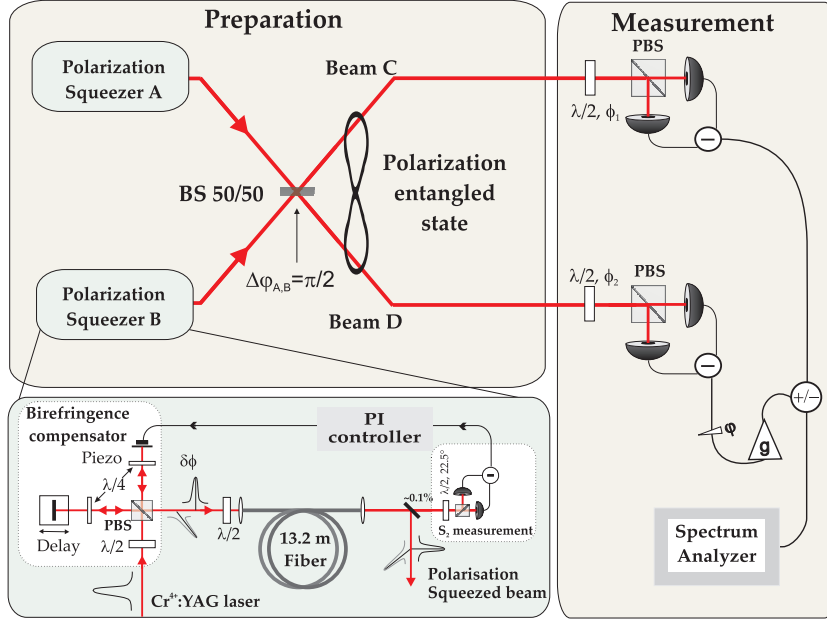 Preparation
Measurement
Polarization
Squeezer A
Beam C
PBS
λ/2, ϕ₁
−
BS 50/50
Polarization
entangled
state
Δφ_A,B=π/2
Polarization
Squeezer B
Beam D
λ/2, ϕ₂
PBS
−
+/−
φ
g
Birefringence
compensator
PI
controller
Piezo
λ/4
δϕ
λ/2, 22.5°
−
~0.1%
PBS
λ/2
S₂ measurement
Delay
λ/2
13.2 m
Fiber
Polarisation
Squeezed beam
Cr⁴⁺:YAG laser
Spectrum
Analyzer